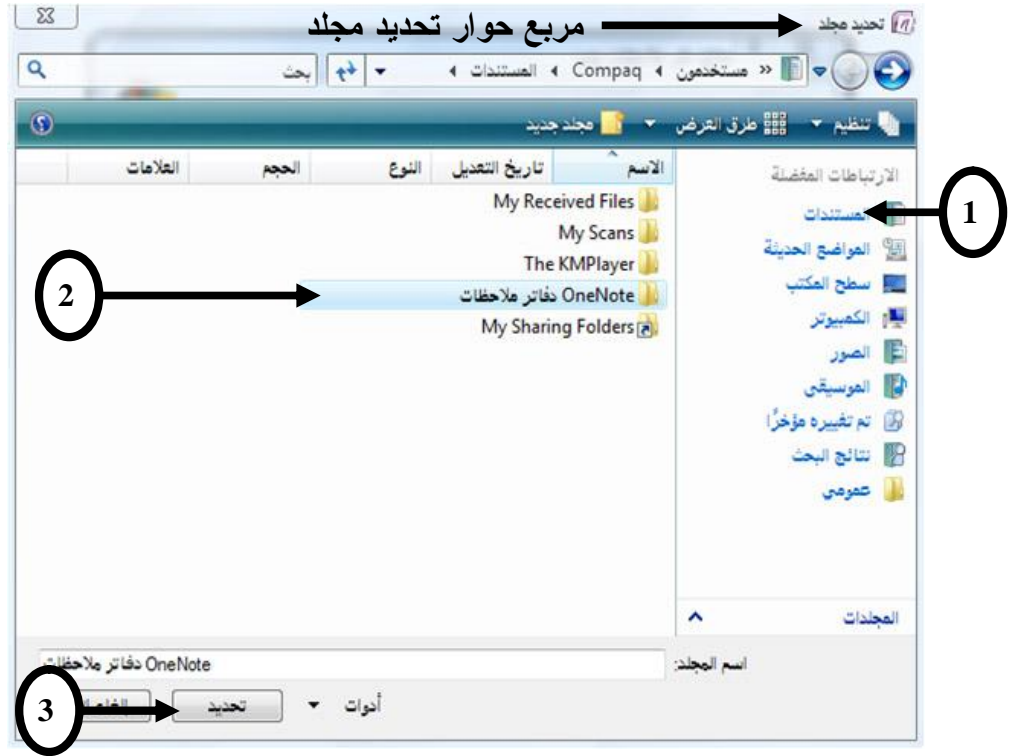 تحديد مجلد
مربع حوار تحديد مجلد
« مستخدمون Compaq المستندات
بحث
تنظيم طرق العرض مجلد جديد
الارتباطات المفضلة
المستندات
المواضع الحديثة
سطح المكتب
الكمبيوتر
الصور
الموسيقى
تم تغييره مؤخرًا
نتائج البحث
عمومي
المجلدات
1
الاسم تاريخ التعديل النوع الحجم العلامات
My Received Files
My Scans
The KMPlayer
دفاتر ملاحظات OneNote
My Sharing Folders
2
اسم المجلد:
دفاتر ملاحظات OneNote
أدوات تحديد
3